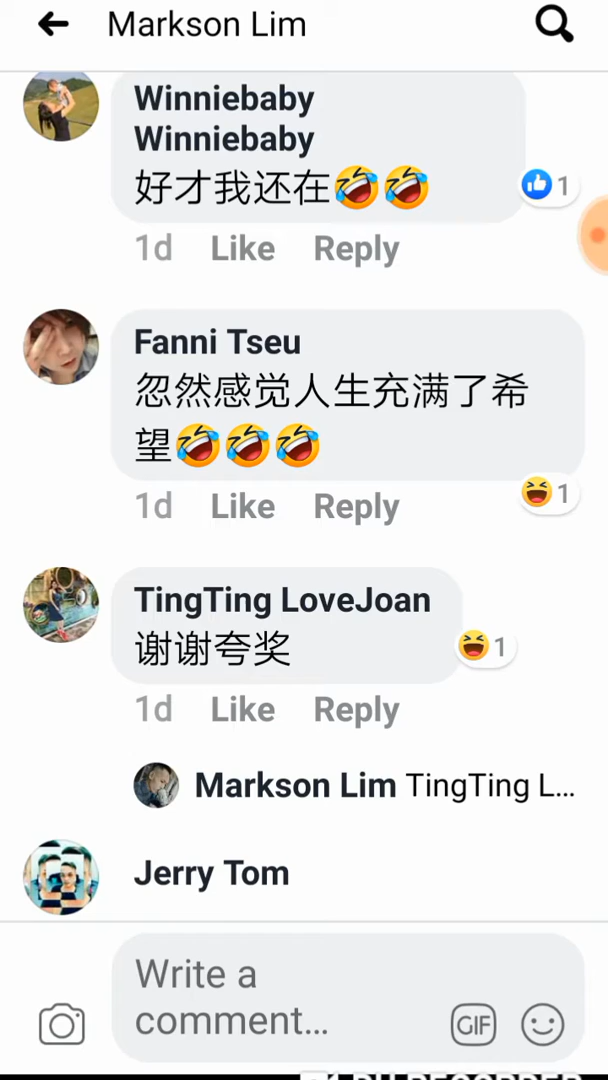 Markson Lim
Winniebaby
Winniebaby
好才我还在🤣🤣
1
1d Like Reply
Fanni Tseu
忽然感觉人生充满了希
望🤣🤣🤣
1d Like Reply
1
TingTing LoveJoan
谢谢夸奖
1
1d Like Reply
Markson Lim TingTing L...
Jerry Tom
Write a
comment...
GIF